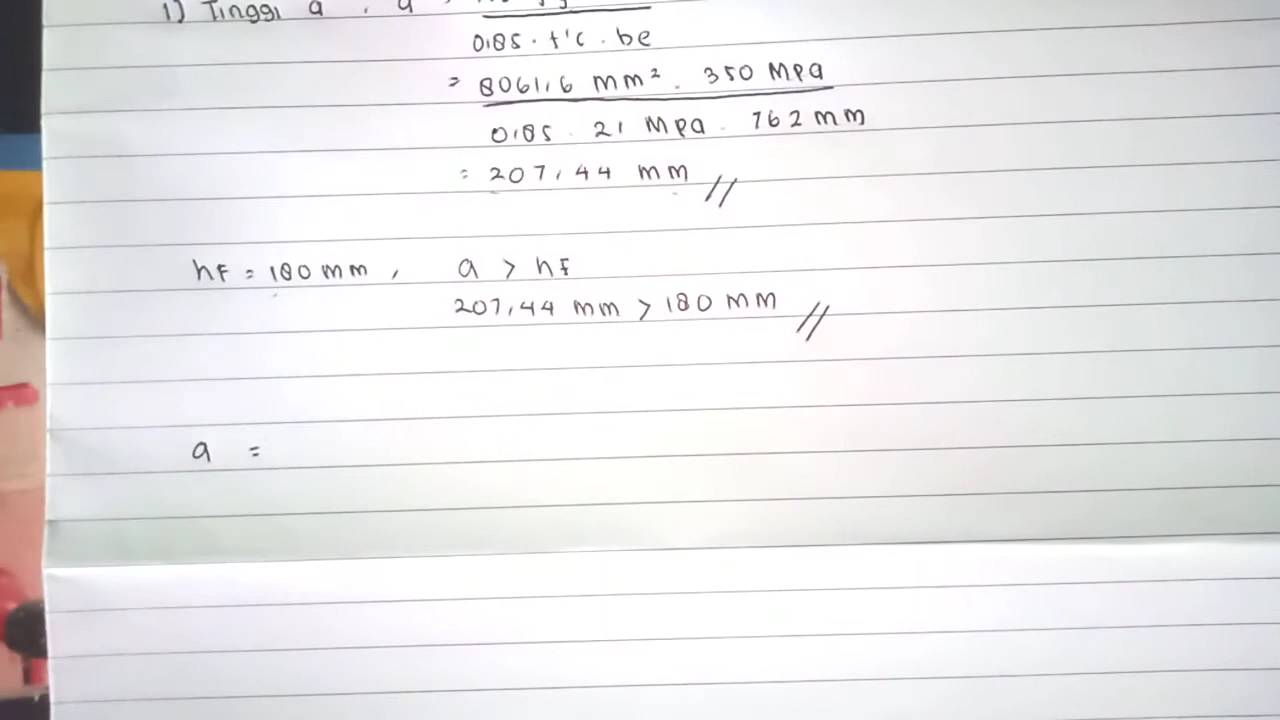 1) Tinggi a , a
0,85 . f'c . be
= 8061,6 mm² . 350 Mpa
0,85 . 21 Mpa . 762 mm
= 207,44 mm //
hF = 180 mm , a > hF
207,44 mm > 180 mm //
a =